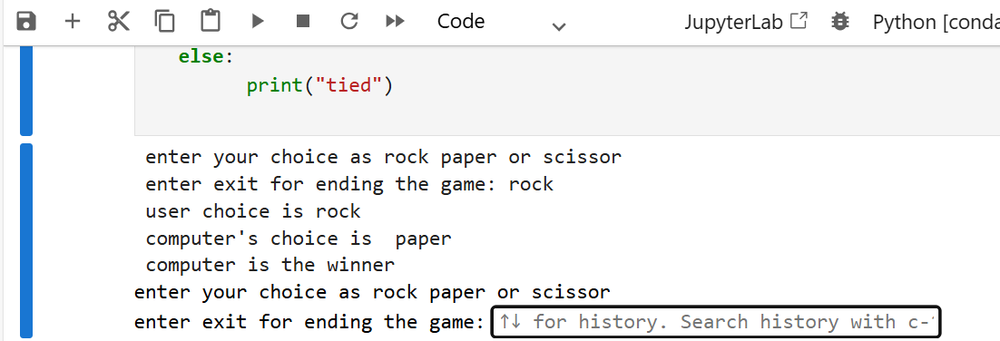 Code JupyterLab Python [conda
else:
print("tied")
enter your choice as rock paper or scissor
enter exit for ending the game: rock
user choice is rock
computer's choice is  paper
computer is the winner
enter your choice as rock paper or scissor
enter exit for ending the game: ↑↓ for history. Search history with c-